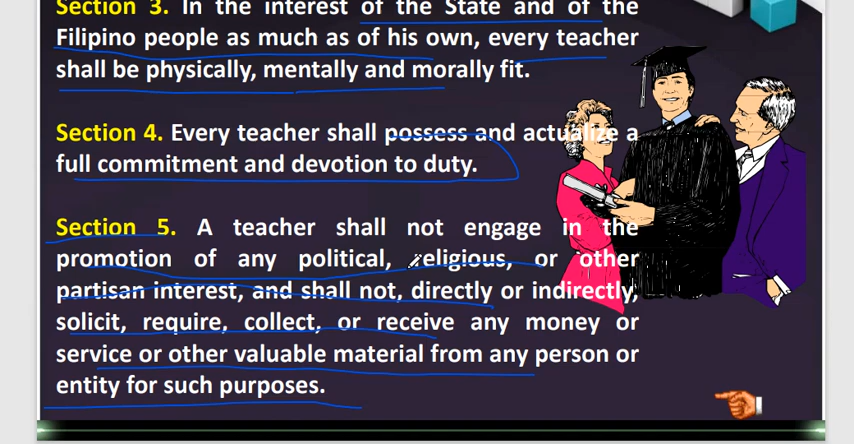 Section 3. In the interest of the State and of the
Filipino people as much as of his own, every teacher
shall be physically, mentally and morally fit.
Section 4. Every teacher shall possess and actualize a
full commitment and devotion to duty.
Section 5. A teacher shall not engage in the
promotion of any political, religious, or other
partisan interest, and shall not, directly or indirectly,
solicit, require, collect, or receive any money or
service or other valuable material from any person or
entity for such purposes.